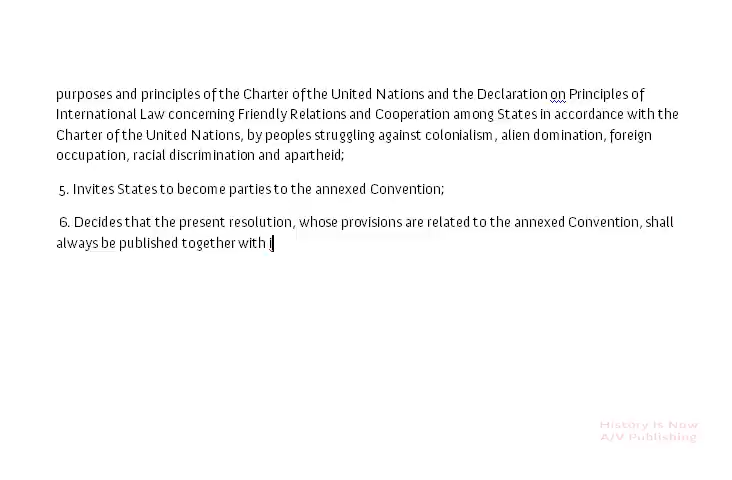 purposes and principles of the Charter of the United Nations and the Declaration on Principles of
International Law concerning Friendly Relations and Cooperation among States in accordance with the
Charter of the United Nations, by peoples struggling against colonialism, alien domination, foreign
occupation, racial discrimination and apartheid;
5. Invites States to become parties to the annexed Convention;
6. Decides that the present resolution, whose provisions are related to the annexed Convention, shall
always be published together with i
History Is Now
A/V Publishing